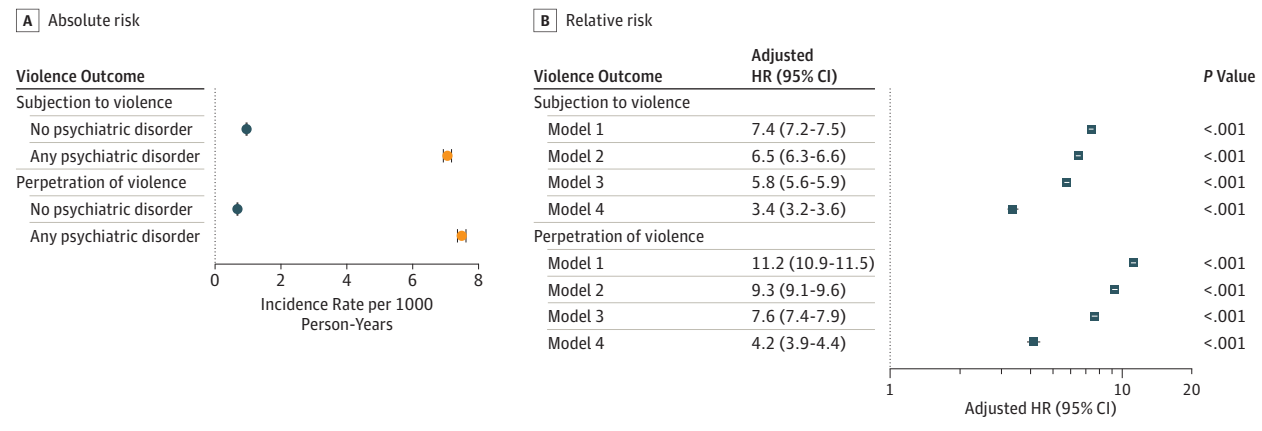 A Absolute risk
Violence Outcome
Subjection to violence
No psychiatric disorder
Any psychiatric disorder
Perpetration of violence
No psychiatric disorder
Any psychiatric disorder
0 2 4 6 8
Incidence Rate per 1000
Person-Years
B Relative risk
Violence Outcome Adjusted
HR (95% CI) P Value
Subjection to violence
Model 1 7.4 (7.2-7.5) <.001
Model 2 6.5 (6.3-6.6) <.001
Model 3 5.8 (5.6-5.9) <.001
Model 4 3.4 (3.2-3.6) <.001
Perpetration of violence
Model 1 11.2 (10.9-11.5) <.001
Model 2 9.3 (9.1-9.6) <.001
Model 3 7.6 (7.4-7.9) <.001
Model 4 4.2 (3.9-4.4) <.001
1 10 20
Adjusted HR (95% CI)